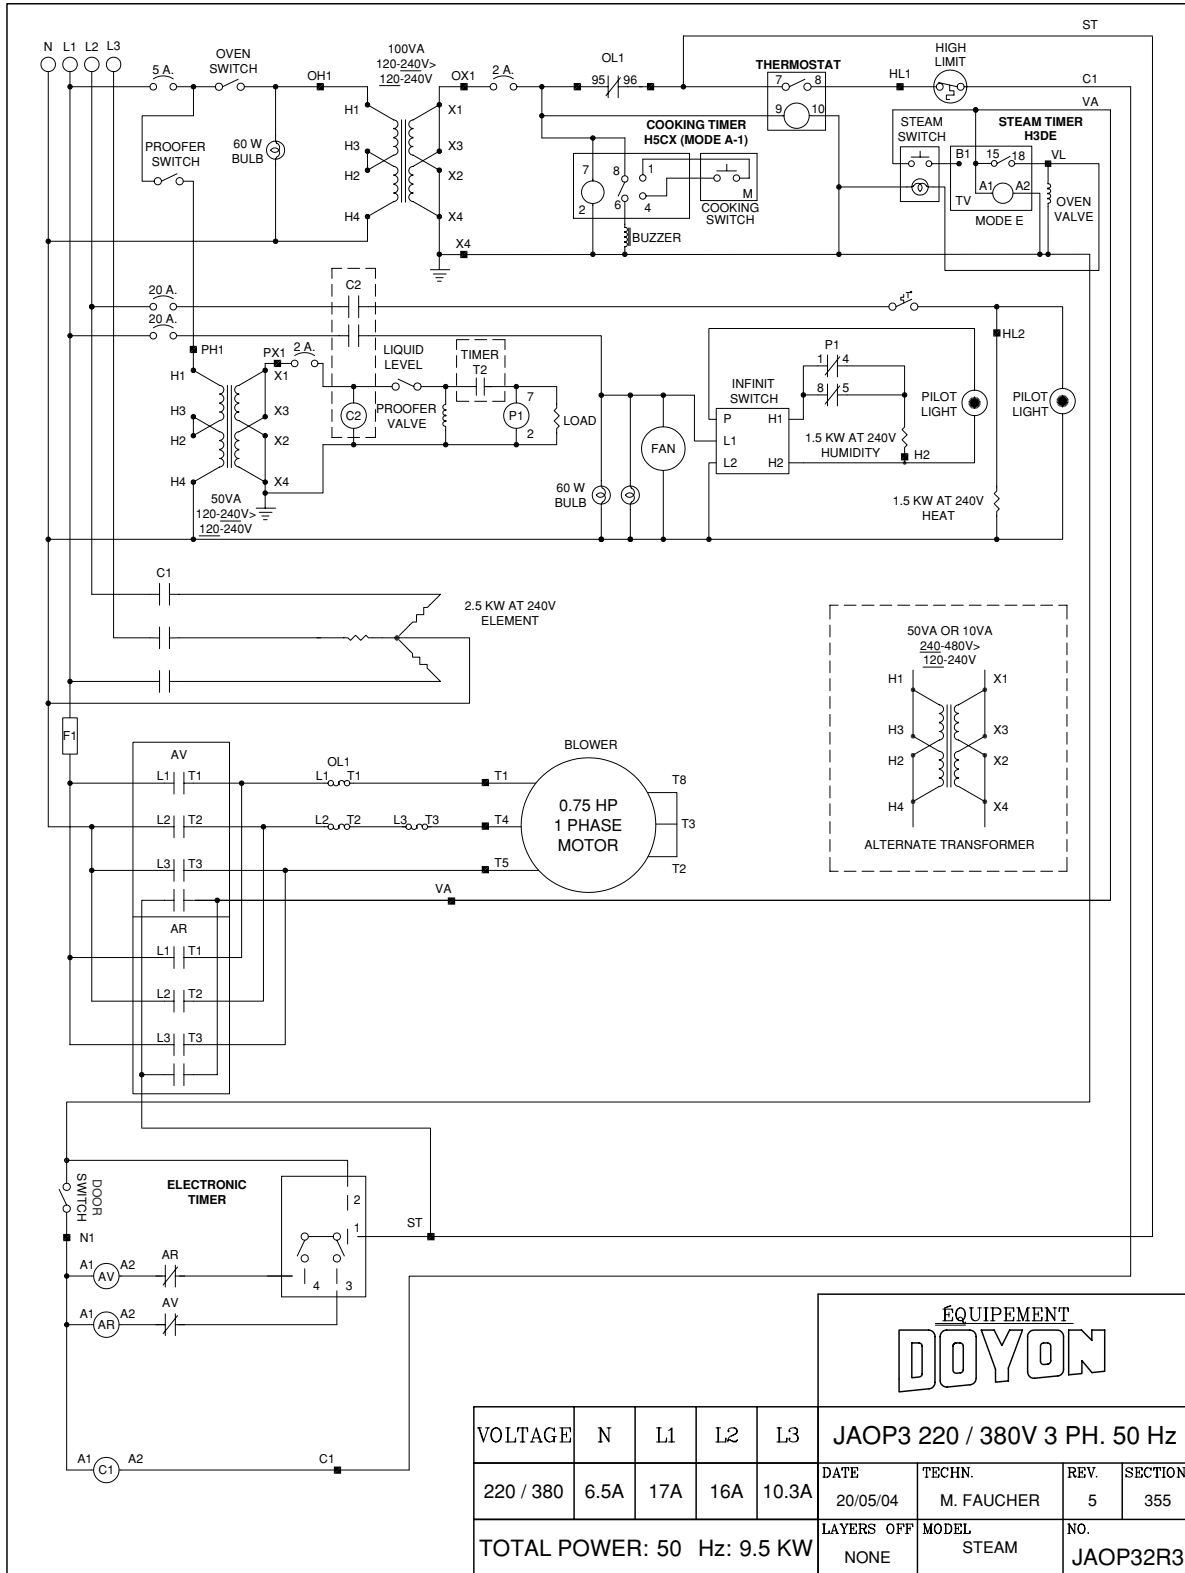 ST
N L1 L2 L3
5 A.
OVEN
SWITCH
OH1
100VA
120-240V>
120-240V
OX1
2 A.
OL1
95 96
THERMOSTAT
7 8
9 10
HL1
HIGH
LIMIT
C1
VA
PROOFER
SWITCH
60 W
BULB
H1
H3
H2
H4
X1
X3
X2
X4
X4
COOKING TIMER
H5CX (MODE A-1)
7
2
8
6
1
4
M
COOKING
SWITCH
BUZZER
STEAM
SWITCH
STEAM TIMER
H3DE
B1
15 18
A1 A2
TV
MODE E
VL
OVEN
VALVE
20 A.
20 A.
C2
T°
HL2
PH1
PX1
2 A.
H1
H3
H2
H4
X1
X3
X2
X4
50VA
120-240V>
120-240V
C2
LIQUID
LEVEL
PROOFER
VALVE
TIMER
T2
P1
7
2
LOAD
60 W
BULB
FAN
INFINIT
SWITCH
P
L1
L2
H1
H2
P1
1 4
8 5
1.5 KW AT 240V
HUMIDITY
H2
PILOT
LIGHT
PILOT
LIGHT
1.5 KW AT 240V
HEAT
C1
2.5 KW AT 240V
ELEMENT
50VA OR 10VA
240-480V>
120-240V
H1
H3
H2
H4
X1
X3
X2
X4
ALTERNATE TRANSFORMER
F1
AV
L1 T1
L2 T2
L3 T3
OL1
L1 T1
L2 T2
L3 T3
T1
T4
T5
BLOWER
0.75 HP
1 PHASE
MOTOR
T8
T3
T2
VA
AR
L1 T1
L2 T2
L3 T3
DOOR
SWITCH
N1
ELECTRONIC
TIMER
2
1
4
3
ST
A1 AV A2
AR
A1 AR A2
AV
A1 C1 A2
C1
ÉQUIPEMENT
DOYON
VOLTAGE N L1 L2 L3
220 / 380 6.5A 17A 16A 10.3A
TOTAL POWER: 50 Hz: 9.5 KW
JAOP3 220 / 380V 3 PH. 50 Hz
DATE TECHN. REV. SECTION
20/05/04 M. FAUCHER 5 355
LAYERS OFF MODEL NO.
NONE STEAM JAOP32R3